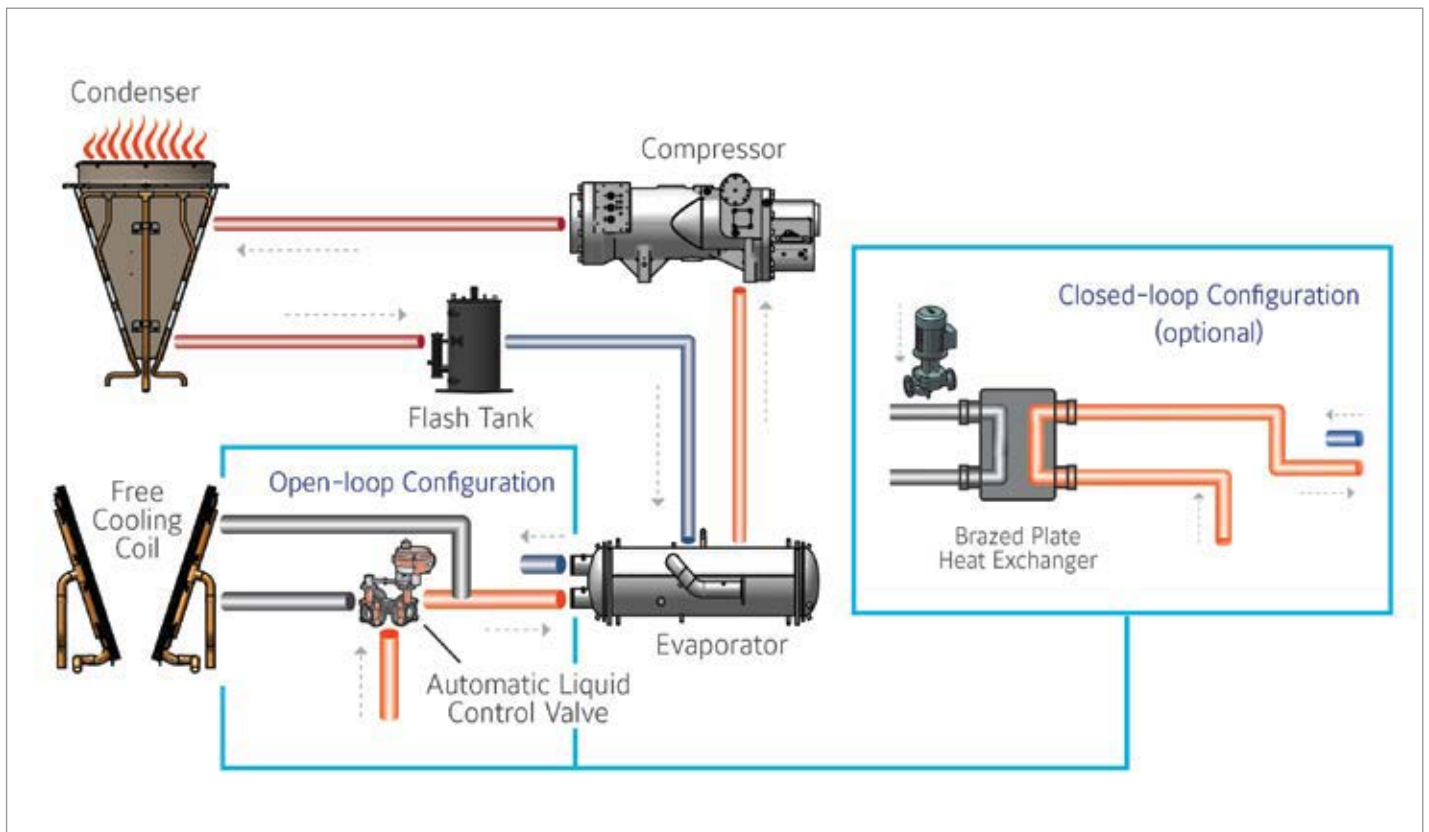 Condenser
Compressor
Closed-loop Configuration
(optional)
Flash Tank
Open-loop Configuration
Free
Cooling
Coil
Brazed Plate
Heat Exchanger
Evaporator
Automatic Liquid
Control Valve